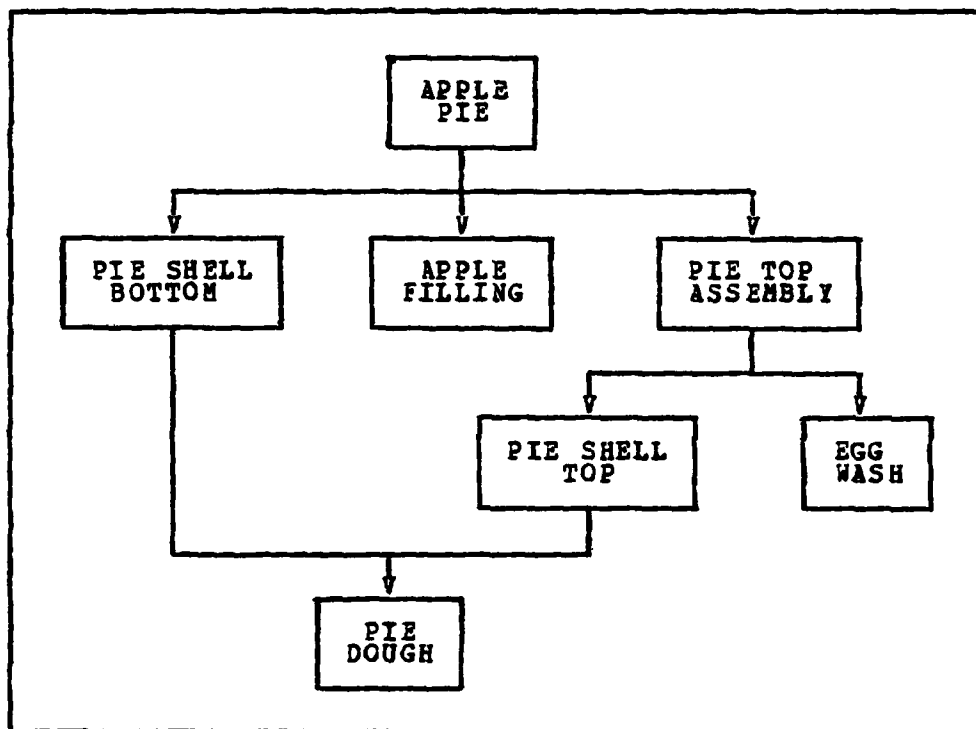 APPLE
PIE
PIE SHELL
BOTTOM
APPLE
FILLING
PIE TOP
ASSEMBLY
PIE SHELL
TOP
EGG
WASH
PIE
DOUGH